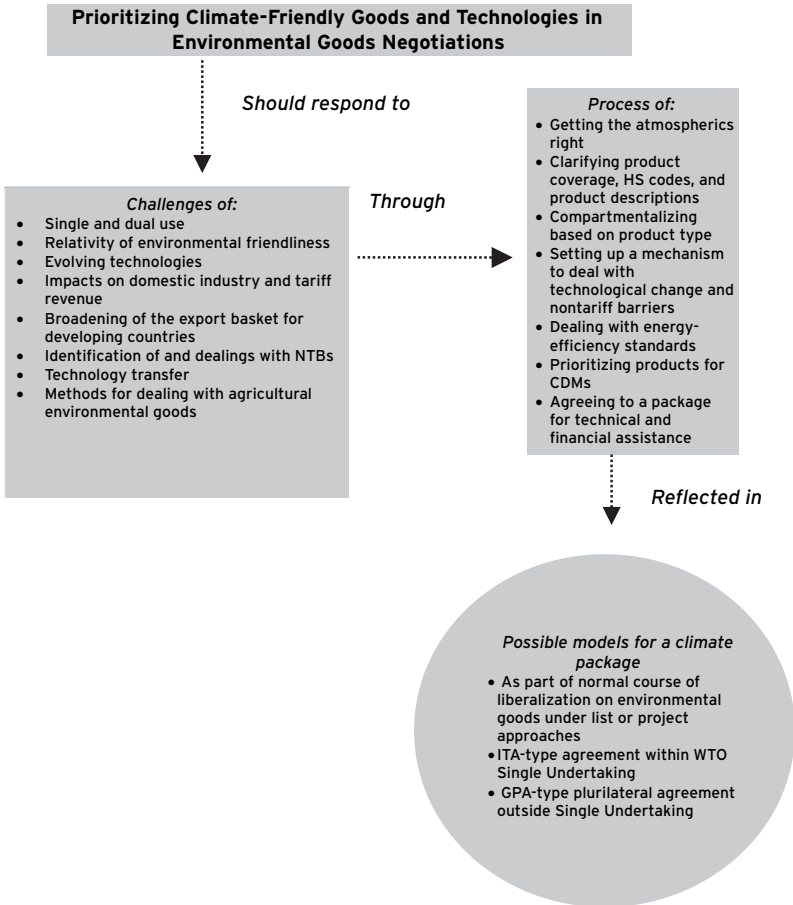 Prioritizing Climate-Friendly Goods and Technologies in
Environmental Goods Negotiations
Should respond to
Challenges of:
• Single and dual use
• Relativity of environmental friendliness
• Evolving technologies
• Impacts on domestic industry and tariff
revenue
• Broadening of the export basket for
developing countries
• Identification of and dealings with NTBs
• Technology transfer
• Methods for dealing with agricultural
environmental goods
Through
Process of:
• Getting the atmospherics
right
• Clarifying product
coverage, HS codes, and
product descriptions
• Compartmentalizing
based on product type
• Setting up a mechanism
to deal with
technological change and
nontariff barriers
• Dealing with energy-
efficiency standards
• Prioritizing products for
CDMs
• Agreeing to a package
for technical and
financial assistance
Reflected in
Possible models for a climate
package
• As part of normal course of
liberalization on environmental
goods under list or project
approaches
• ITA-type agreement within WTO
Single Undertaking
• GPA-type plurilateral agreement
outside Single Undertaking